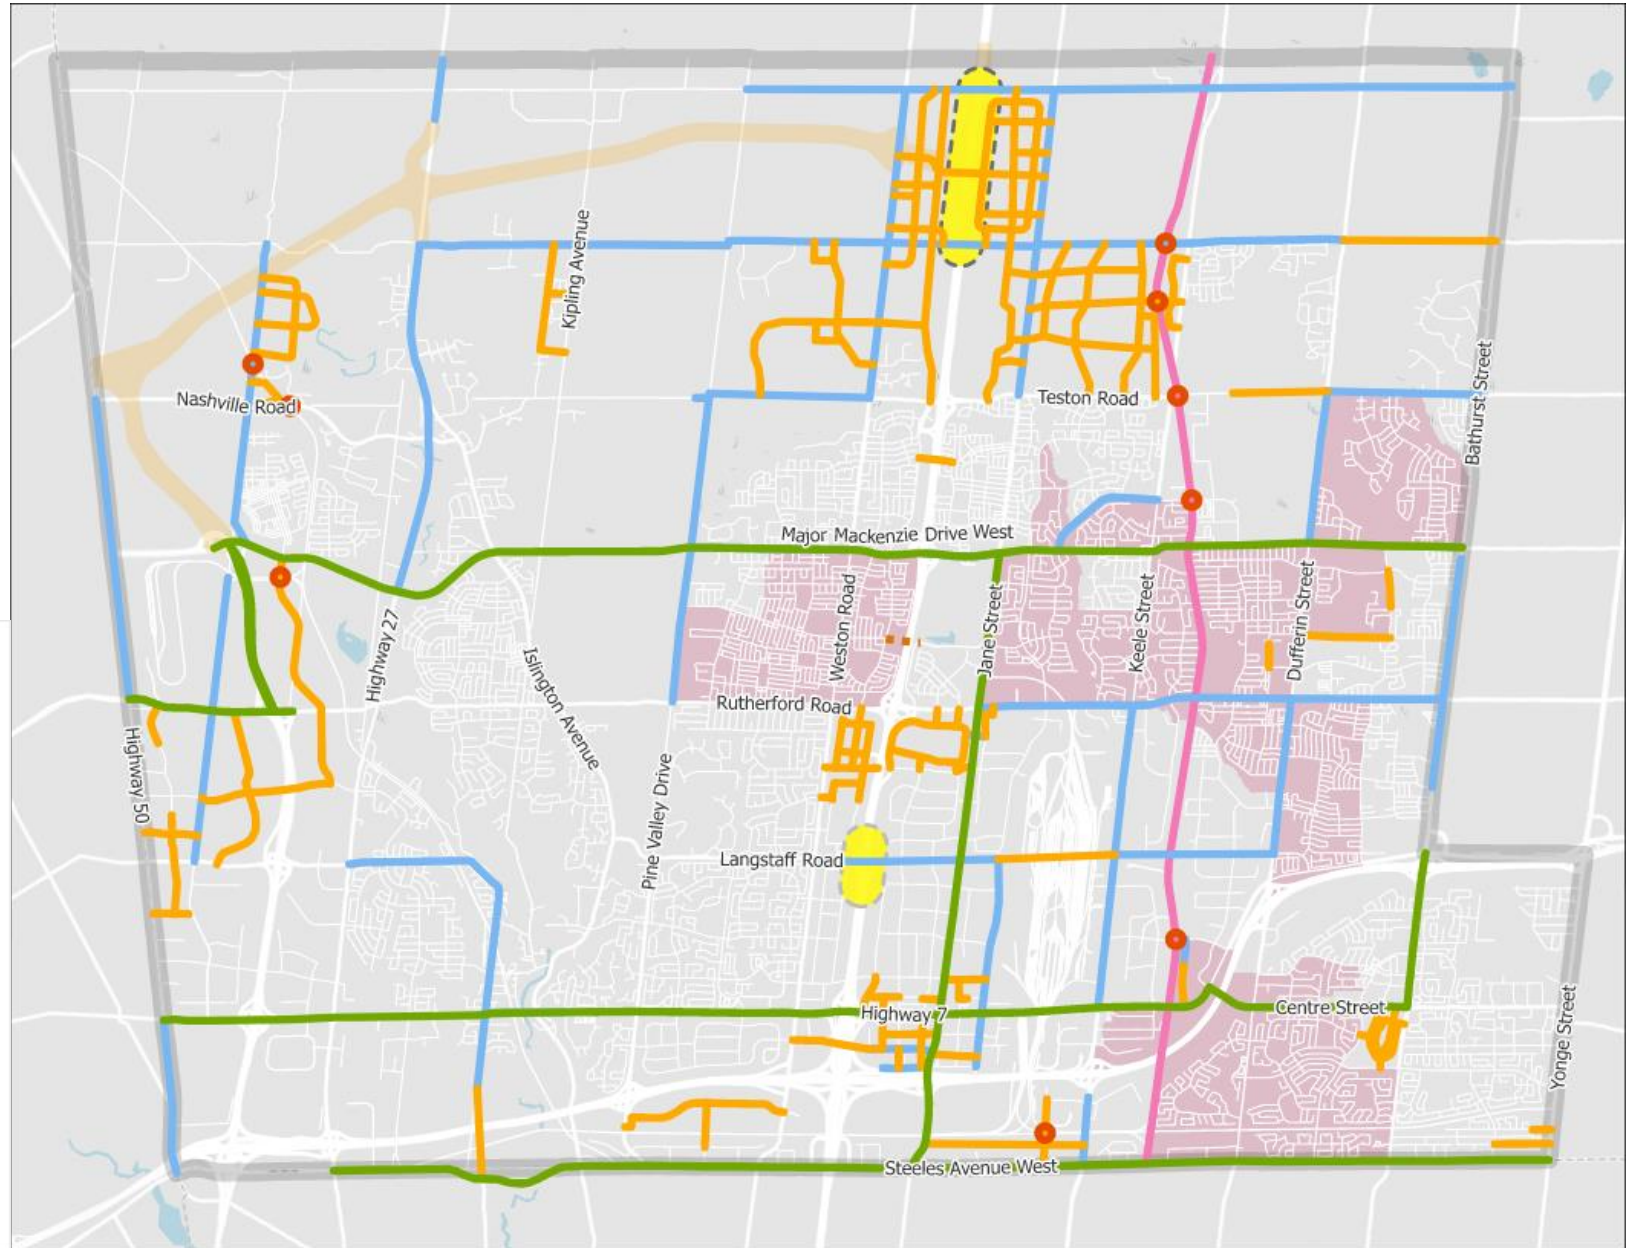 Kipling Avenue
Nashville Road
Teston Road
Bathurst Street
Major Mackenzie Drive West
Weston Road
Jane Street
Keele Street
Dufferin Street
Highway 27
Islington Avenue
Rutherford Road
Highway 50
Pine Valley Drive
Langstaff Road
Highway 7
Centre Street
Yonge Street
Steeles Avenue West